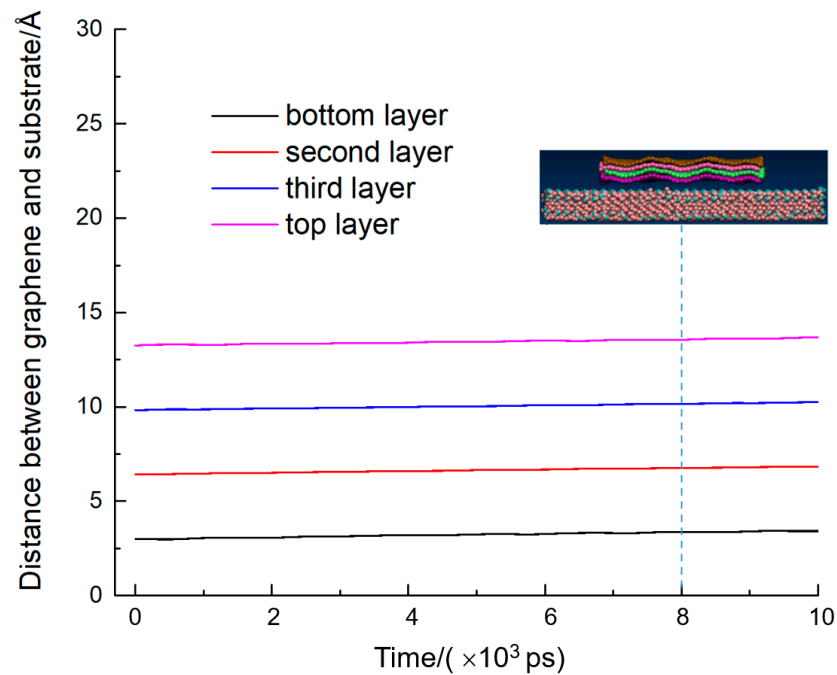 Distance between graphene and substrate/Å
30
25
20
15
10
5
0
bottom layer
second layer
third layer
top layer
0 2 4 6 8 10
Time/( ×10³ ps)